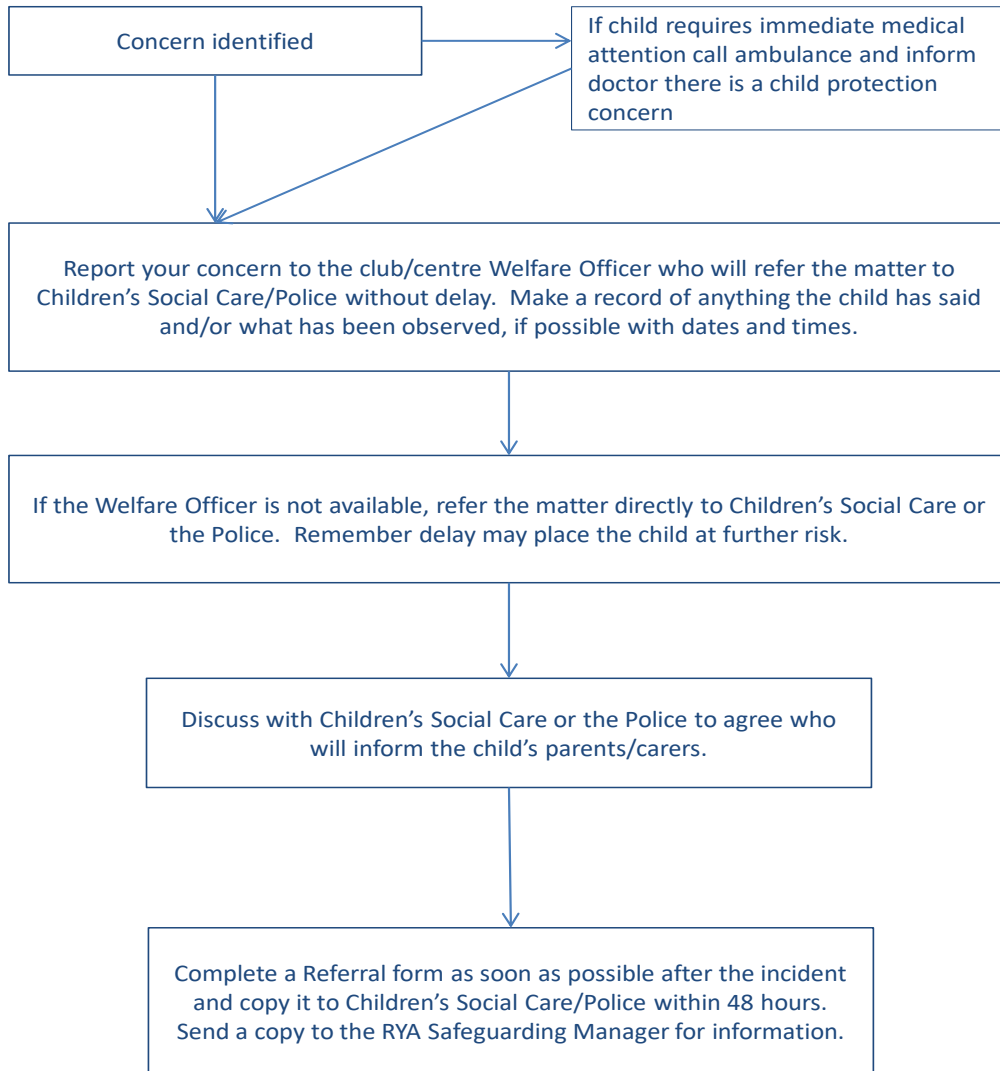 Concern identified
If child requires immediate medical
attention call ambulance and inform
doctor there is a child protection
concern
Report your concern to the club/centre Welfare Officer who will refer the matter to
Children’s Social Care/Police without delay.  Make a record of anything the child has said
and/or what has been observed, if possible with dates and times.
If the Welfare Officer is not available, refer the matter directly to Children’s Social Care or
the Police.  Remember delay may place the child at further risk.
Discuss with Children’s Social Care or the Police to agree who
will inform the child’s parents/carers.
Complete a Referral form as soon as possible after the incident
and copy it to Children’s Social Care/Police within 48 hours.
Send a copy to the RYA Safeguarding Manager for information.